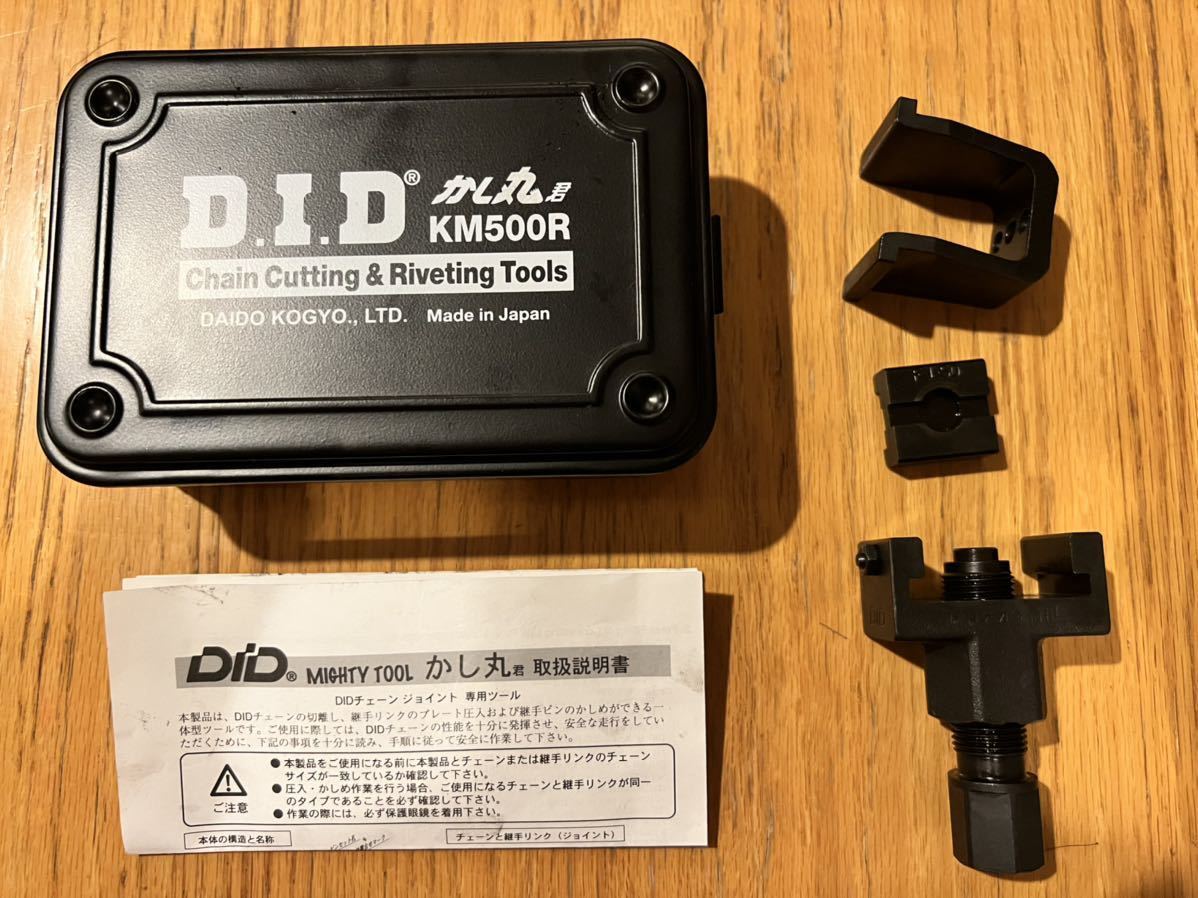 D.I.D® かし丸君
KM500R
Chain Cutting & Riveting Tools
DAIDO KOGYO., LTD. Made in Japan
DID® MIGHTY TOOL かし丸君 取扱説明書
DIDチェーン ジョイント 専用ツール
本製品は、DIDチェーンの切離し、継手リンクのプレート圧入および継手ピンのかしめができる一
体型ツールです。ご使用に際しては、DIDチェーンの性能を十分に発揮させ、安全な走行をしてい
ただくために、下記の事項を十分に読み、手順に従って安全に作業して下さい。
ご注意
●本製品をご使用になる前に本製品とチェーンまたは継手リンクのチェーン
サイズが一致しているか確認して下さい。
●圧入・かしめ作業を行う場合、ご使用になるチェーンと継手リンクが同一
のタイプであることを必ず確認して下さい。
●作業の際には、必ず保護眼鏡を着用下さい。
本体の構造と名称
チェーンと継手リンク（ジョイント）
DID